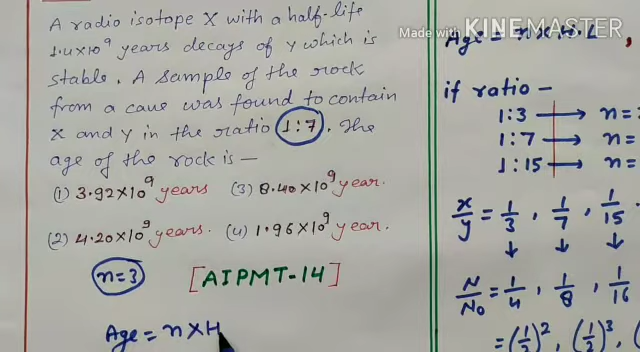 A radio isotope X with a half-life
1.4×10⁹ years decays of Y which is
stable. A sample of the rock
from a cave was found to contain
X and Y in the ratio 1:7. The
age of the rock is —
(1) 3.92×10⁹ years (3) 8.40×10⁹ year.
(2) 4.20×10⁹ years. (4) 1.96×10⁹ year.
n=3 [AIPMT-14]
Age = n×H
Made with KINEMASTER
Age = n×H.L ,
if ratio —
1:3 → n=
1:7 → n=
1:15 → n=
x/y = 1/3 , 1/7 , 1/15
↓ ↓ ↓
N/N₀ = 1/4 , 1/8 , 1/16
= (1/2)², (1/2)³, (